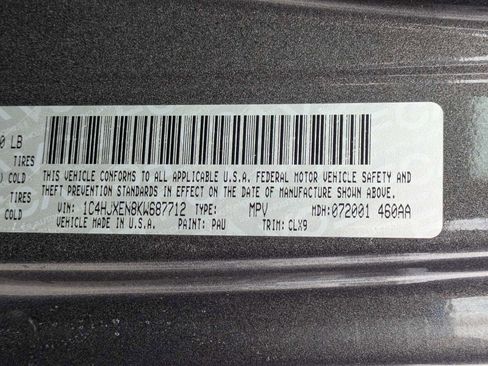 0 LB
TIRES
COLD
TIRES
COLD
THIS VEHICLE CONFORMS TO ALL APPLICABLE U.S.A. FEDERAL MOTOR VEHICLE SAFETY AND
THEFT PREVENTION STANDARDS IN EFFECT ON THE DATE OF MANUFACTURE SHOWN ABOVE.
VIN: 1C4HJXEN8KW687712 TYPE: MPV MDH: 072001 460AA
VEHICLE MADE IN U.S.A. PAINT: PAU TRIM: CLX9